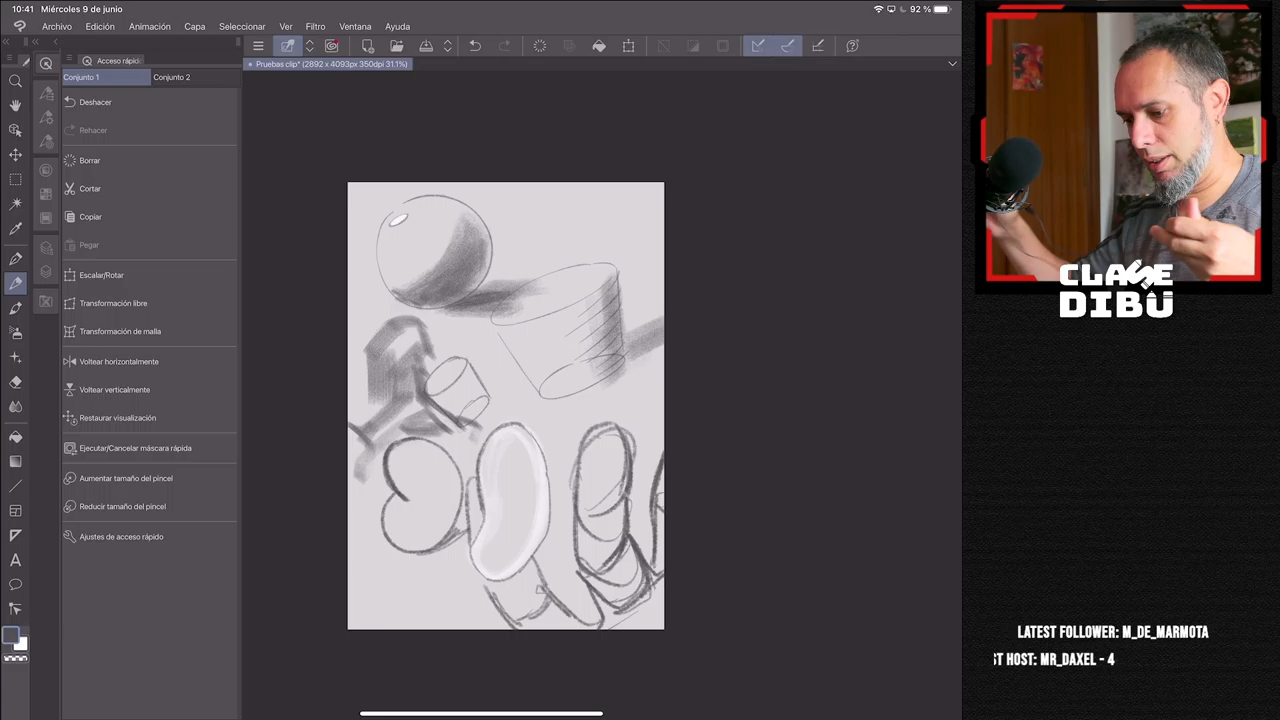 10:41 Miércoles 9 de junio
92 %
Archivo Edición Animación Capa Seleccionar Ver Filtro Ventana Ayuda
Pruebas clip* (2892 x 4093px 350dpi 31.1%)
Acceso rápid
Conjunto 1 Conjunto 2
Deshacer
Rehacer
Borrar
Cortar
Copiar
Pegar
Escalar/Rotar
Transformación libre
Transformación de malla
Voltear horizontalmente
Voltear verticalmente
Restaurar visualización
Ejecutar/Cancelar máscara rápida
Aumentar tamaño del pincel
Reducir tamaño del pincel
Ajustes de acceso rápido
CLASE
DIBU
LATEST FOLLOWER: M_DE_MARMOTA
ST HOST: MR_DAXEL - 4